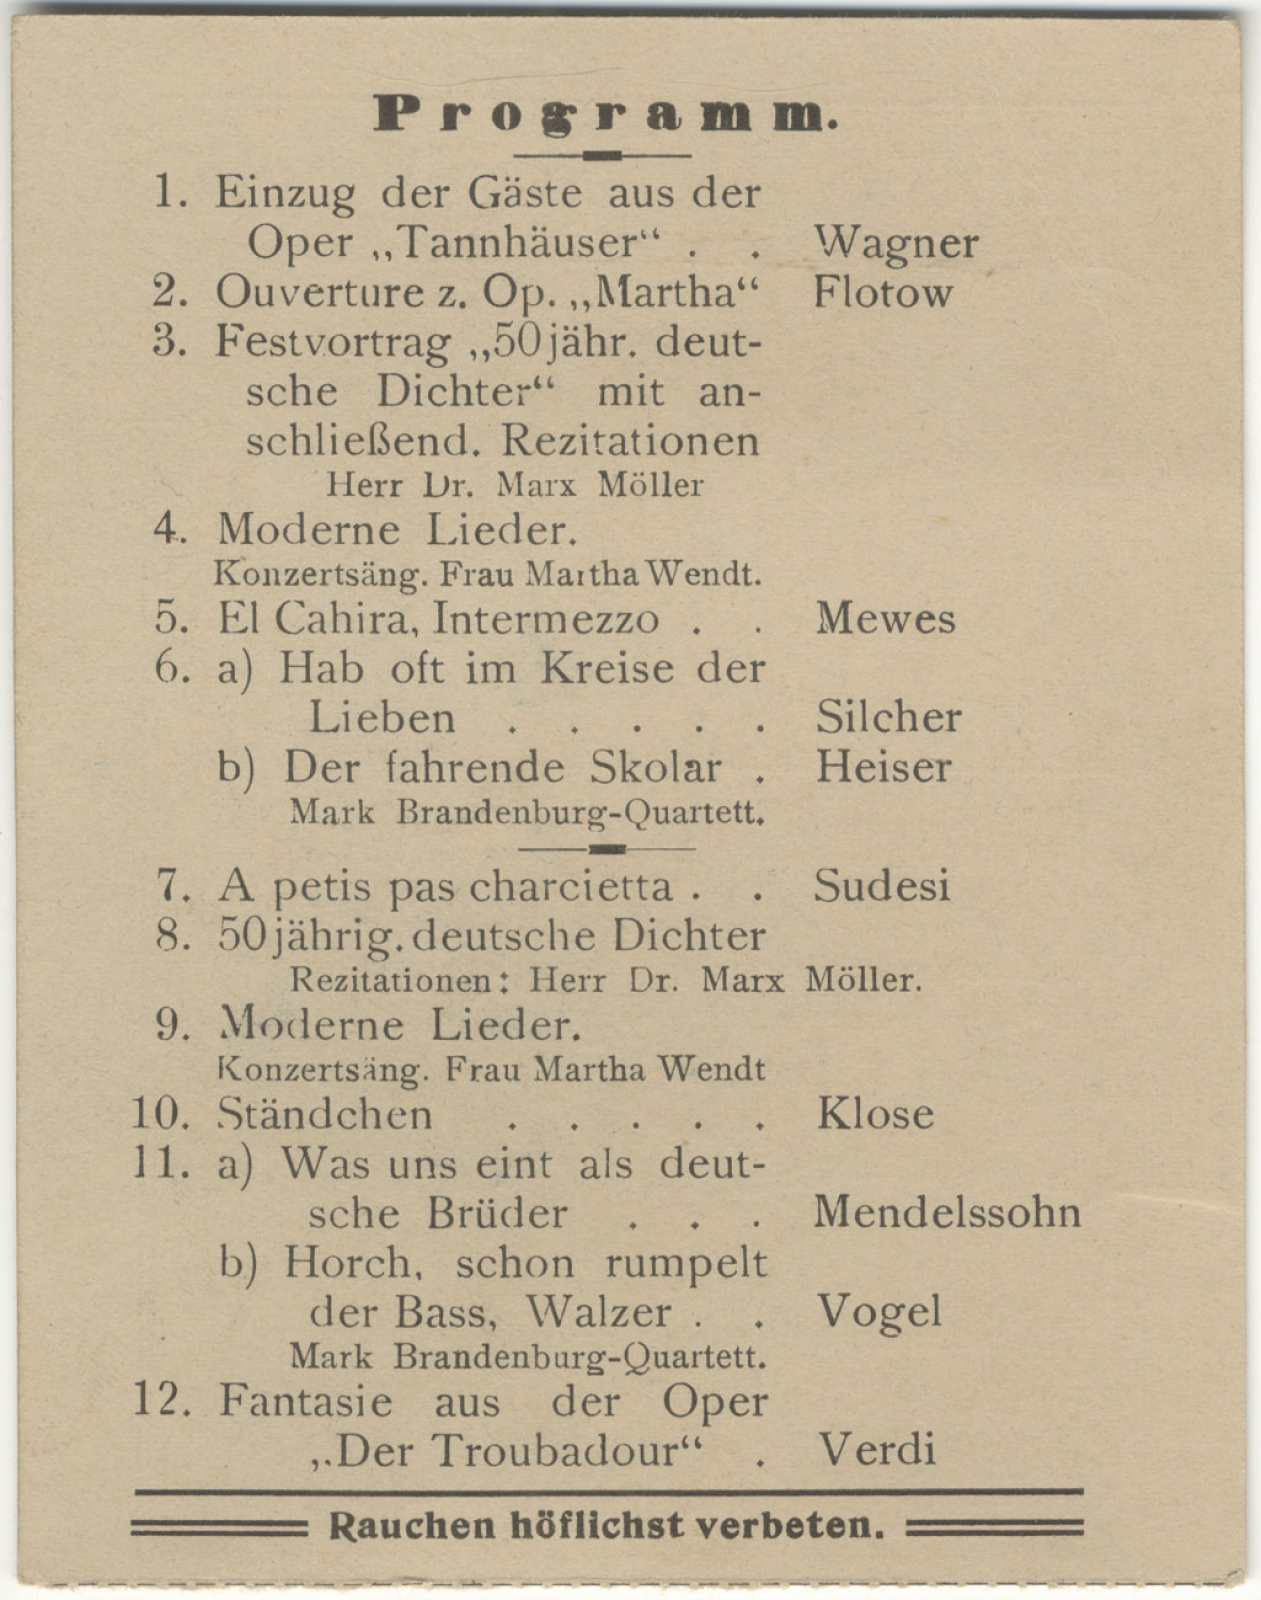 Programm.
1. Einzug der Gäste aus der
Oper „Tannhäuser“ . . Wagner
2. Ouverture z. Op. „Martha“ Flotow
3. Festvortrag „50jähr. deut-
sche Dichter“ mit an-
schließend. Rezitationen
Herr Dr. Marx Möller
4. Moderne Lieder.
Konzertsäng. Frau Martha Wendt.
5. El Cahira, Intermezzo . . Mewes
6. a) Hab oft im Kreise der
Lieben . . . . . Silcher
b) Der fahrende Skolar . Heiser
Mark Brandenburg-Quartett.
7. A petis pas charcietta . . Sudesi
8. 50jährig. deutsche Dichter
Rezitationen: Herr Dr. Marx Möller.
9. Moderne Lieder.
Konzertsäng. Frau Martha Wendt
10. Ständchen . . . . . Klose
11. a) Was uns eint als deut-
sche Brüder . . . Mendelssohn
b) Horch, schon rumpelt
der Bass, Walzer . . Vogel
Mark Brandenburg-Quartett.
12. Fantasie aus der Oper
„Der Troubadour“ . Verdi
Rauchen höflichst verbeten.